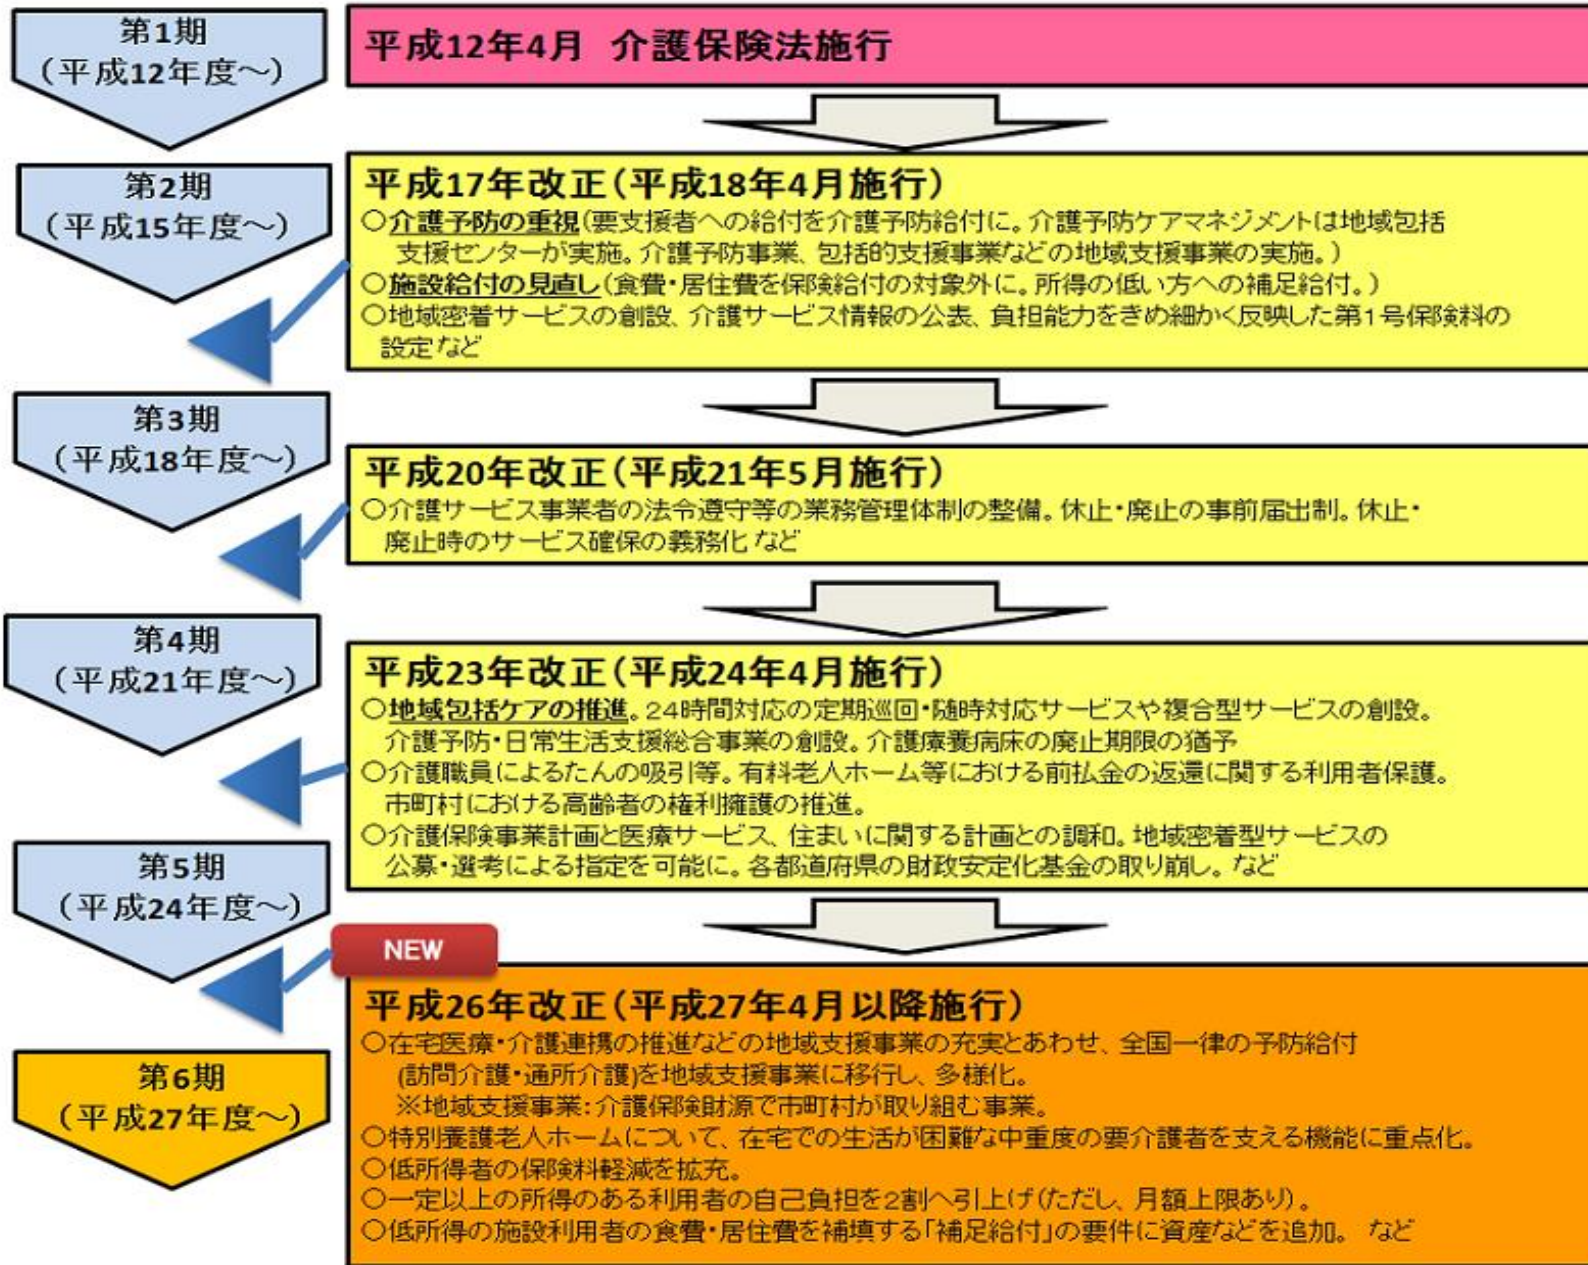 第1期
（平成12年度～）
平成12年4月 介護保険法施行
第2期
（平成15年度～）
平成17年改正（平成18年4月施行）
○介護予防の重視（要支援者への給付を介護予防給付に。介護予防ケアマネジメントは地域包括
支援センターが実施。介護予防事業、包括的支援事業などの地域支援事業の実施。）
○施設給付の見直し（食費・居住費を保険給付の対象外に。所得の低い方への補足給付。）
○地域密着サービスの創設、介護サービス情報の公表、負担能力をきめ細かく反映した第1号保険料の
設定など
第3期
（平成18年度～）
平成20年改正（平成21年5月施行）
○介護サービス事業者の法令遵守等の業務管理体制の整備。休止・廃止の事前届出制。休止・
廃止時のサービス確保の義務化 など
第4期
（平成21年度～）
平成23年改正（平成24年4月施行）
○地域包括ケアの推進。24時間対応の定期巡回・随時対応サービスや複合型サービスの創設。
介護予防・日常生活支援総合事業の創設。介護療養病床の廃止期限の猶予
○介護職員によるたんの吸引等。有料老人ホーム等における前払金の返還に関する利用者保護。
市町村における高齢者の権利擁護の推進。
○介護保険事業計画と医療サービス、住まいに関する計画との調和。地域密着型サービスの
公募・選考による指定を可能に。各都道府県の財政安定化基金の取り崩し。など
第5期
（平成24年度～）
NEW
平成26年改正（平成27年4月以降施行）
○在宅医療・介護連携の推進などの地域支援事業の充実とあわせ、全国一律の予防給付
(訪問介護・通所介護)を地域支援事業に移行し、多様化。
※地域支援事業：介護保険財源で市町村が取り組む事業。
○特別養護老人ホームについて、在宅での生活が困難な中重度の要介護者を支える機能に重点化。
○低所得者の保険料軽減を拡充。
○一定以上の所得のある利用者の自己負担を2割へ引上げ（ただし、月額上限あり）。
○低所得の施設利用者の食費・居住費を補填する「補足給付」の要件に資産などを追加。 など
第6期
（平成27年度～）